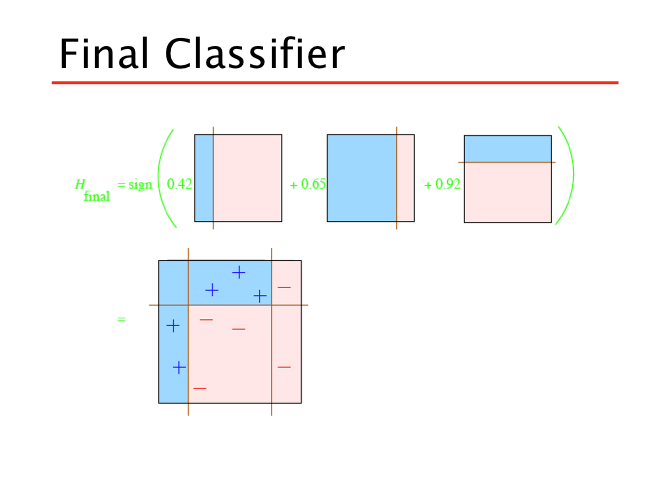 Final Classifier
H final = sign 0.42 + 0.65 + 0.92
=
+ + + −
+ − −
+ − −